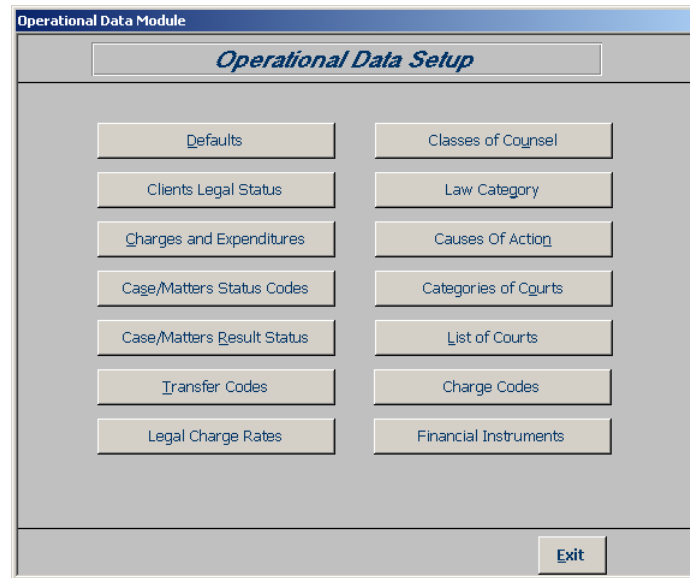 Operational Data Module
Operational Data Setup
Defaults
Classes of Counsel
Clients Legal Status
Law Category
Charges and Expenditures
Causes Of Action
Case/Matters Status Codes
Categories of Courts
Case/Matters Result Status
List of Courts
Transfer Codes
Charge Codes
Legal Charge Rates
Financial Instruments
Exit